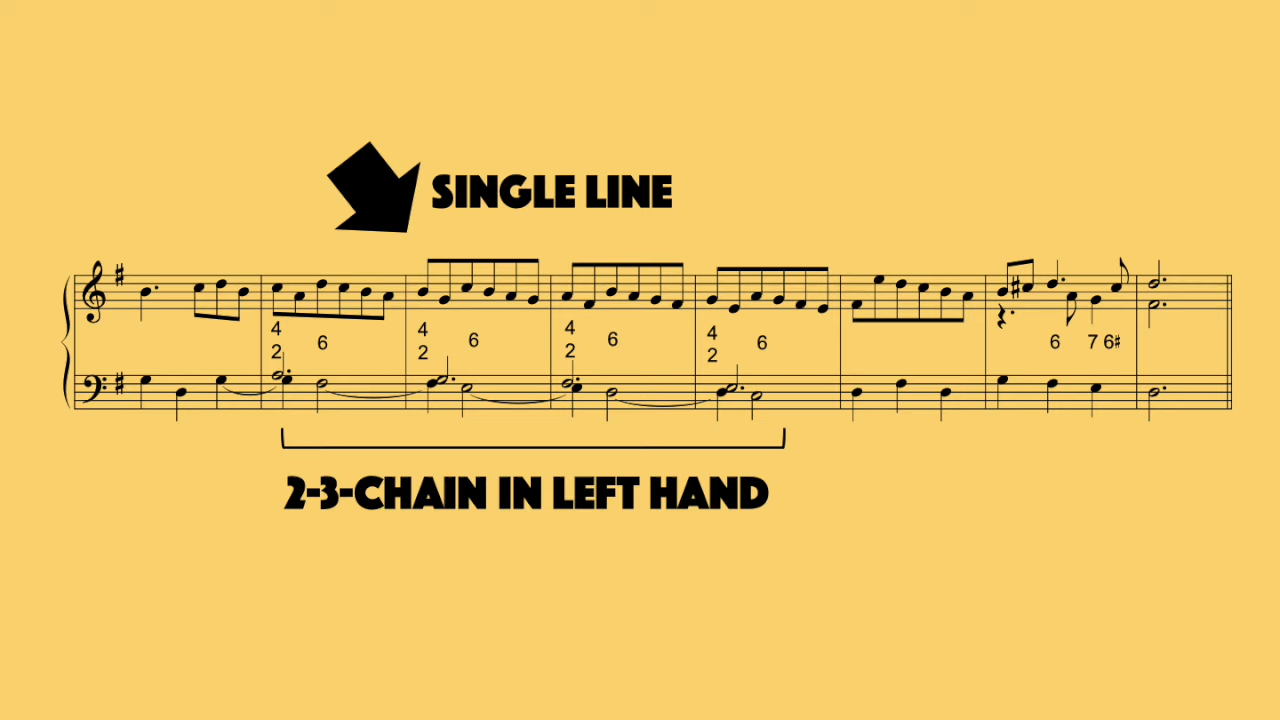 SINGLE LINE
4 4 4 4
2 6 2 6 2 6 2 6 6 7 6♯
2-3-CHAIN IN LEFT HAND